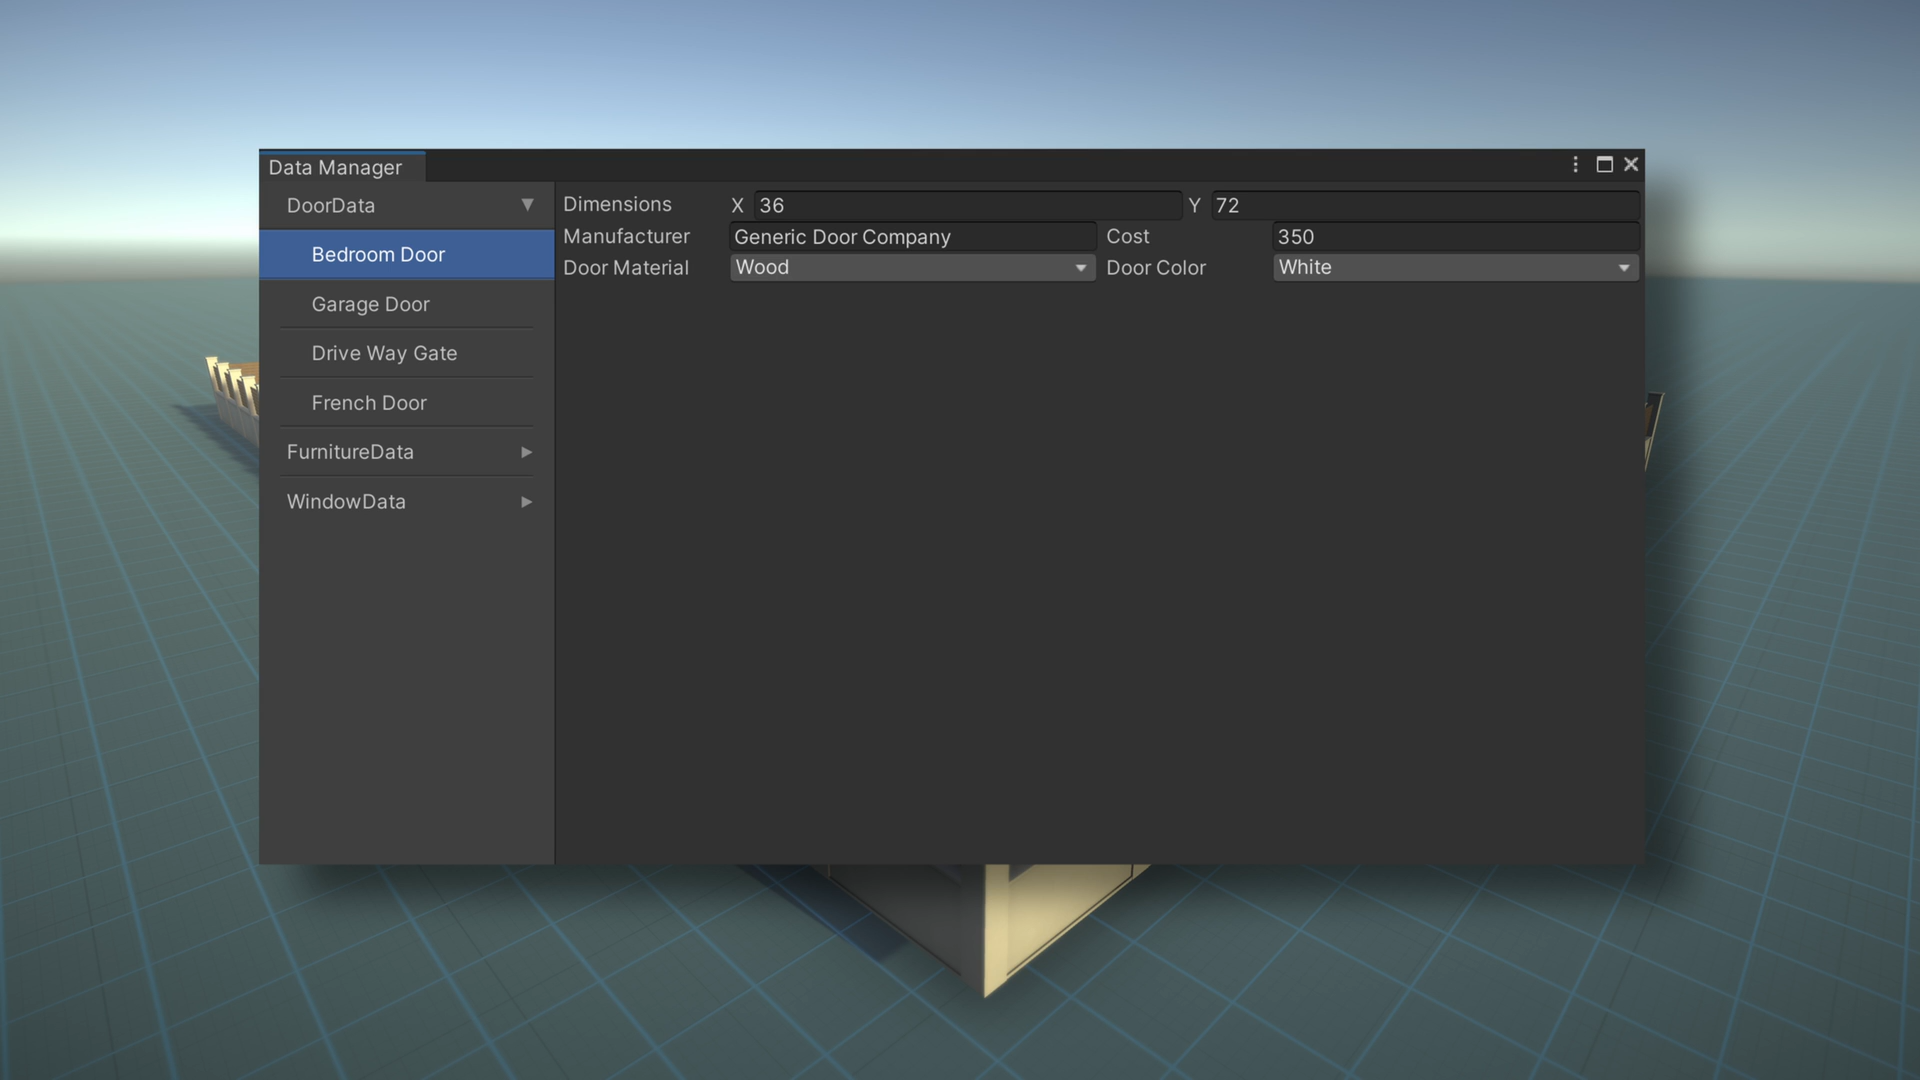 Data Manager
DoorData
Bedroom Door
Garage Door
Drive Way Gate
French Door
FurnitureData
WindowData
Dimensions X 36 Y 72
Manufacturer Generic Door Company Cost 350
Door Material Wood Door Color White